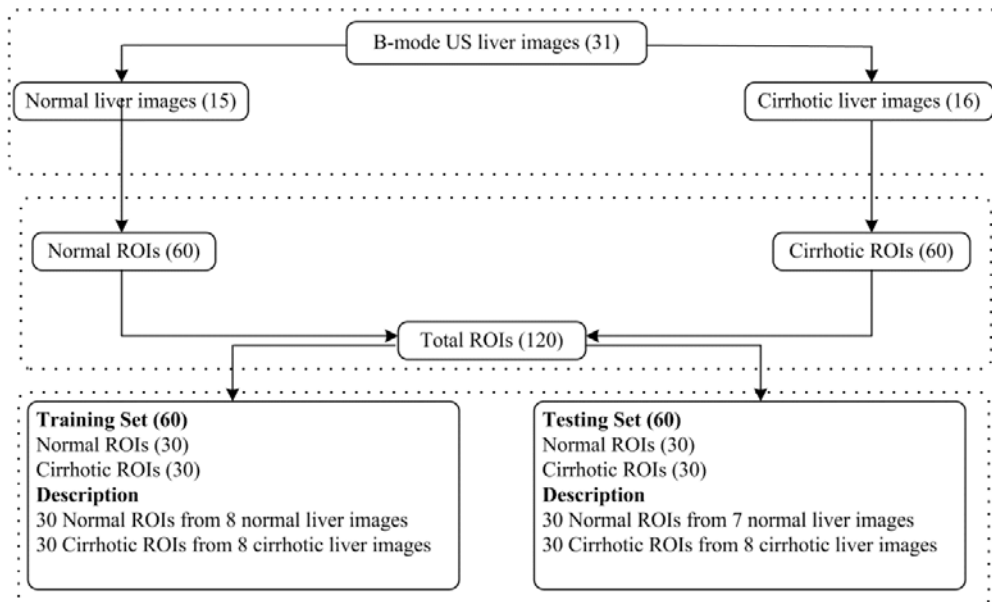 B-mode US liver images (31)
Normal liver images (15)
Cirrhotic liver images (16)
Normal ROIs (60)
Cirrhotic ROIs (60)
Total ROIs (120)
Training Set (60)
Normal ROIs (30)
Cirrhotic ROIs (30)
Description
30 Normal ROIs from 8 normal liver images
30 Cirrhotic ROIs from 8 cirrhotic liver images
Testing Set (60)
Normal ROIs (30)
Cirrhotic ROIs (30)
Description
30 Normal ROIs from 7 normal liver images
30 Cirrhotic ROIs from 8 cirrhotic liver images